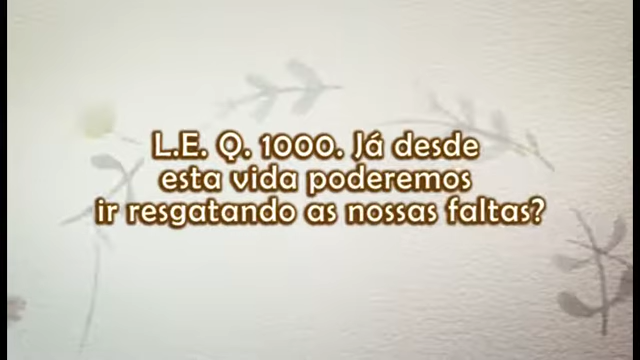 L.E. Q. 1000. Já desde
esta vida poderemos
ir resgatando as nossas faltas?